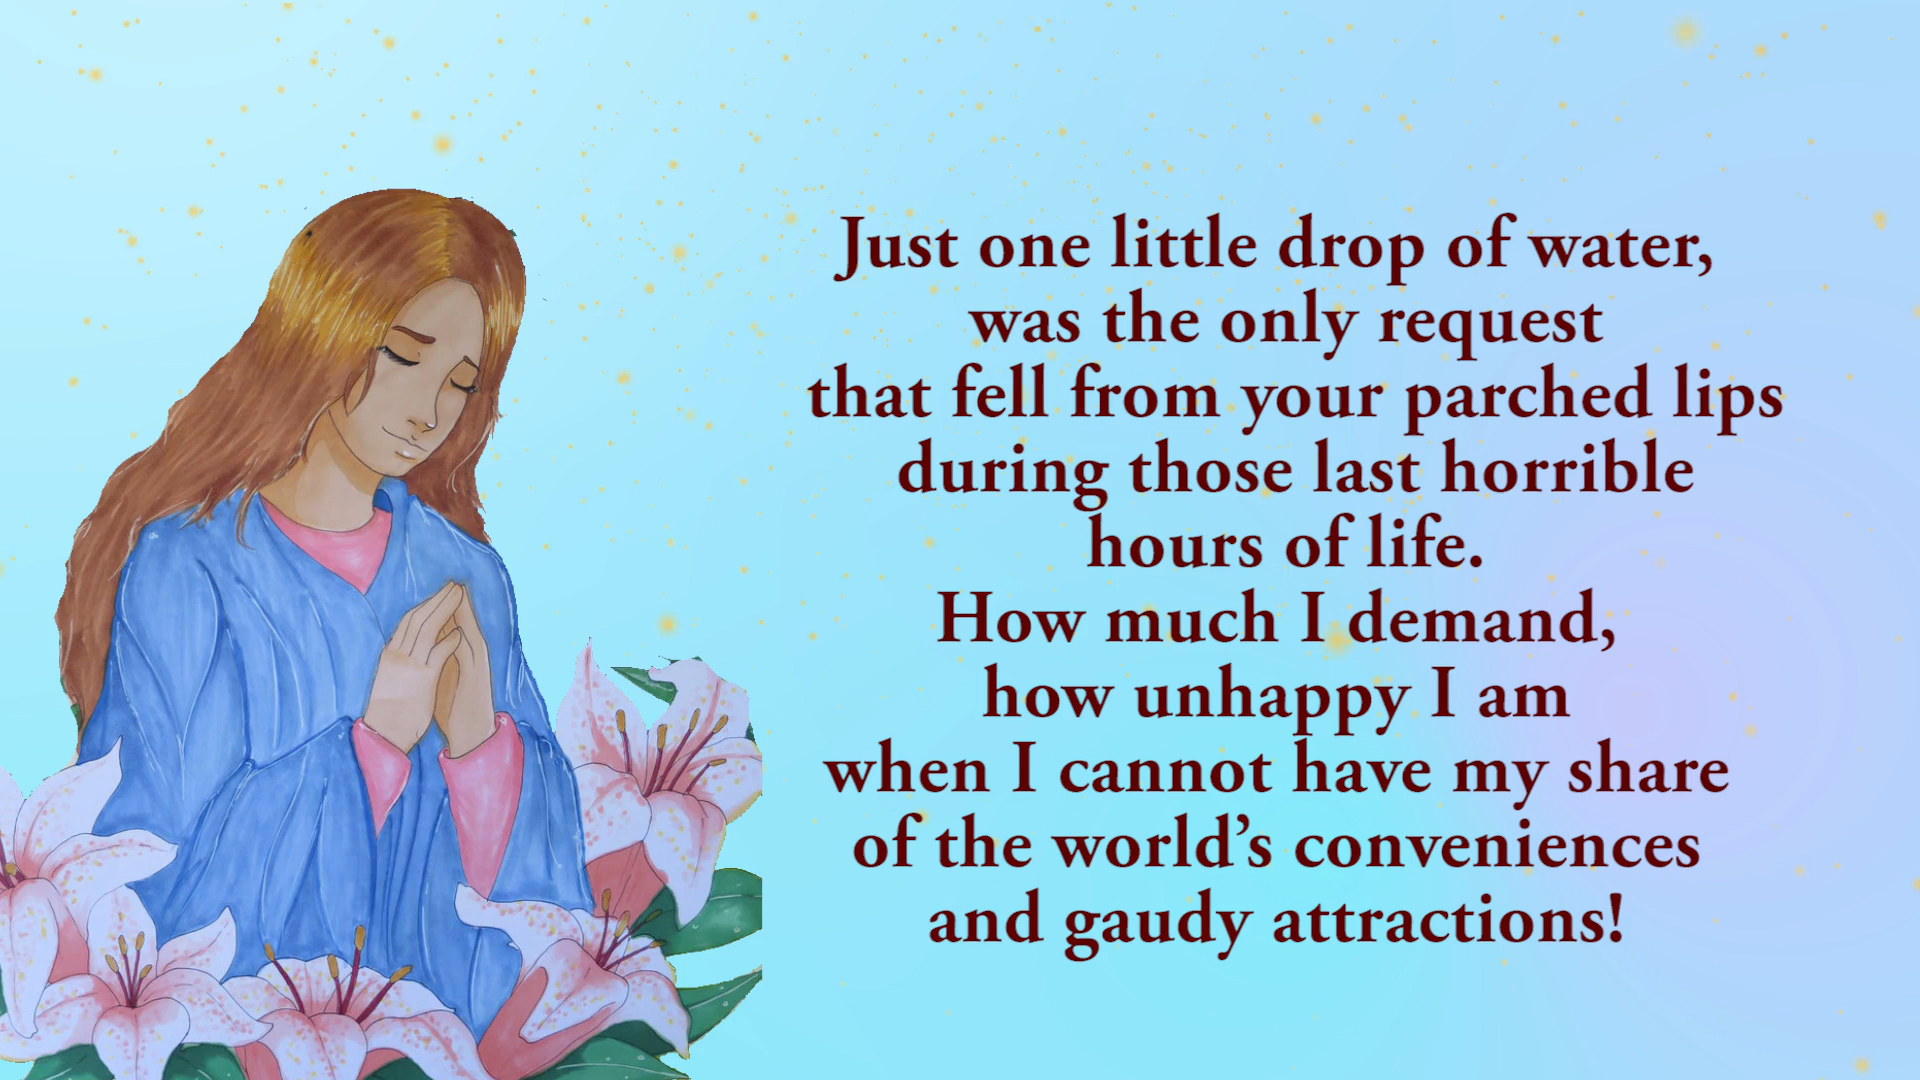 Just one little drop of water,
was the only request
that fell from your parched lips
during those last horrible
hours of life.
How much I demand,
how unhappy I am
when I cannot have my share
of the world’s conveniences
and gaudy attractions!